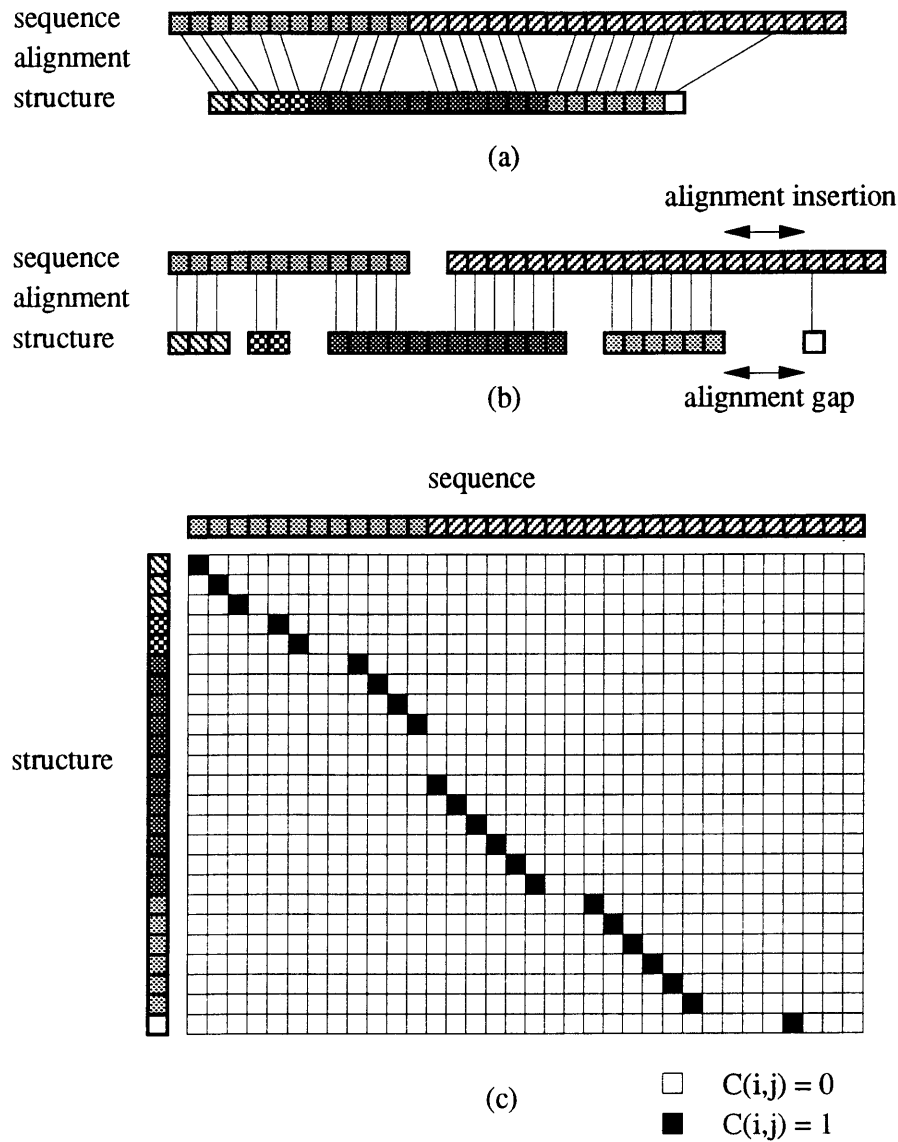 sequence
alignment
structure
(a)
alignment insertion
sequence
alignment
structure
(b)
alignment gap
sequence
structure
(c)
C(i,j) = 0
C(i,j) = 1